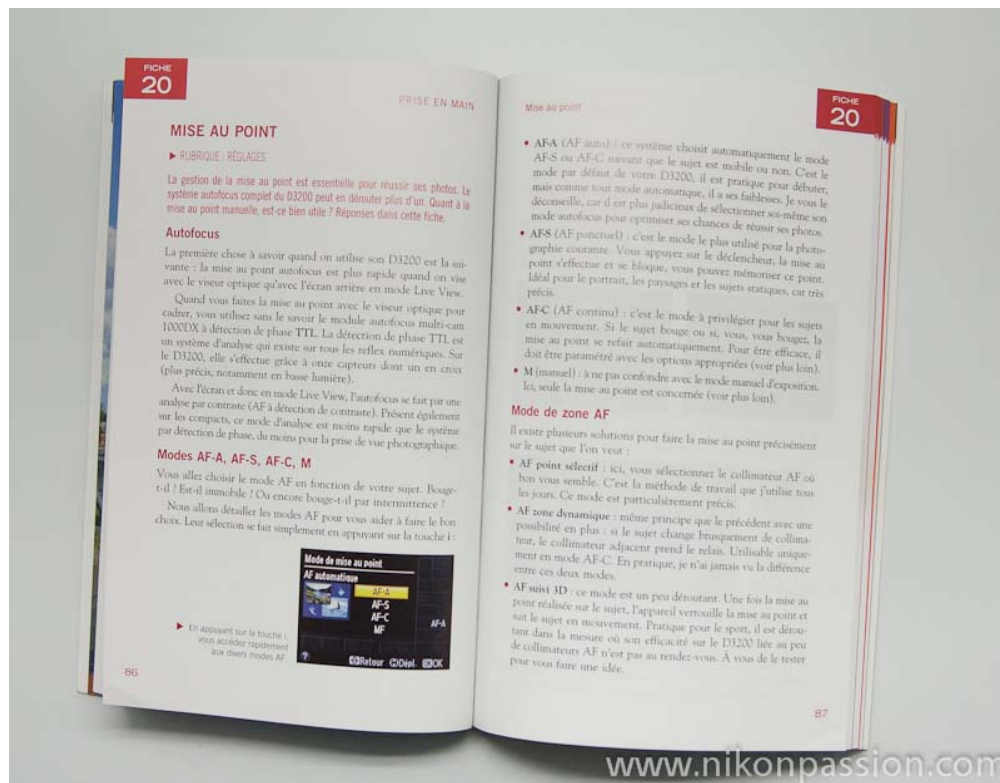 FICHE
20
PRISE EN MAIN
MISE AU POINT
▶ RUBRIQUE : RÉGLAGES
La gestion de la mise au point est essentielle pour réussir ses photos. Le
système autofocus complet du D3200 peut en dérouter plus d'un. Quant à la
mise au point manuelle, est-ce bien utile ? Réponses dans cette fiche.
Autofocus
La première chose à savoir quand on utilise son D3200 est la sui-
vante : la mise au point autofocus est plus rapide quand on vise
avec le viseur optique qu'avec l'écran arrière en mode Live View.
Quand vous faites la mise au point avec le viseur optique pour
cadrer, vous utilisez sans le savoir le module autofocus multi-cam
1000DX à détection de phase TTL. La détection de phase TTL est
un système d'analyse qui existe sur tous les reflex numériques. Sur
le D3200, elle s'effectue grâce à onze capteurs dont un en croix
(plus précis, notamment en basse lumière).
Avec l'écran et donc en mode Live View, l'autofocus se fait par une
analyse par contraste (AF à détection de contraste). Présent également
sur les compacts, ce mode d'analyse est moins rapide que le système
par détection de phase, du moins pour la prise de vue photographique.
Modes AF-A, AF-S, AF-C, M
Vous allez choisir le mode AF en fonction de votre sujet. Bouge-
t-il ? Est-il immobile ? Ou encore bouge-t-il par intermittence ?
Nous allons détailler les modes AF pour vous aider à faire le bon
choix. Leur sélection se fait simplement en appuyant sur la touche i :
Mode de mise au point
AF automatique
AF-A
AF-S
AF-C
MF
AF-A
?
Retour Dépl. OK
▶ En appuyant sur la touche i,
vous accédez rapidement
aux divers modes AF
86
Mise au point
FICHE
20
• AF-A (AF auto) : ce système choisit automatiquement le mode
AF-S ou AF-C suivant que le sujet est mobile ou non. C'est le
mode par défaut de votre D3200, il est pratique pour débuter,
mais comme tout mode automatique, il a ses faiblesses. Je vous le
déconseille, car il est plus judicieux de sélectionner soi-même son
mode autofocus pour optimiser ses chances de réussir ses photos.
• AF-S (AF ponctuel) : c'est le mode le plus utilisé pour la photo-
graphie courante. Vous appuyez sur le déclencheur, la mise au
point s'effectue et se bloque, vous pouvez mémoriser ce point.
Idéal pour le portrait, les paysages et les sujets statiques, car très
précis.
• AF-C (AF continu) : c'est le mode à privilégier pour les sujets
en mouvement. Si le sujet bouge ou si, vous, vous bougez, la
mise au point se refait automatiquement. Pour être efficace, il
doit être paramétré avec les options appropriées (voir plus loin).
• M (manuel) : à ne pas confondre avec le mode manuel d'exposition.
Ici, seule la mise au point est concernée (voir plus loin).
Mode de zone AF
Il existe plusieurs solutions pour faire la mise au point précisément
sur le sujet que l'on veut :
• AF point sélectif : ici, vous sélectionnez le collimateur AF où
bon vous semble. C'est la méthode de travail que j'utilise tous
les jours. Ce mode est particulièrement précis.
• AF zone dynamique : même principe que le précédent avec une
possibilité en plus : si le sujet change brusquement de collima-
teur, le collimateur adjacent prend le relais. Utilisable unique-
ment en mode AF-C. En pratique, je n'ai jamais vu la différence
entre ces deux modes.
• AF suivi 3D : ce mode est un peu déroutant. Une fois la mise au
point réalisée sur le sujet, l'appareil verrouille la mise au point et
suit le sujet en mouvement. Pratique pour le sport, il est dérou-
tant dans la mesure où son efficacité sur le D3200 liée au peu
de collimateurs AF n'est pas au rendez-vous. À vous de le tester
pour vous faire une idée.
87
www.nikonpassion.com